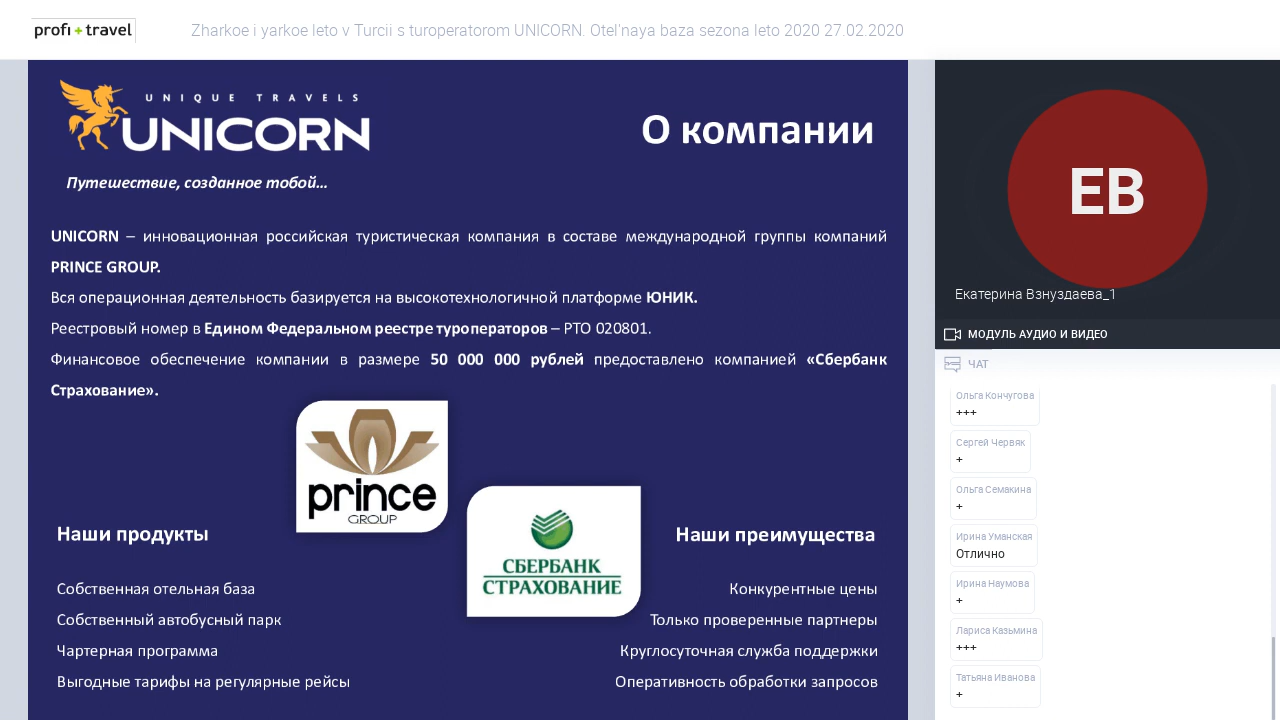 profi + travel
Zharkoe i yarkoe leto v Turcii s turoperatorom UNICORN. Otel'naya baza sezona leto 2020 27.02.2020
UNIQUE TRAVELS
UNICORN
О компании
Путешествие, созданное тобой...
UNICORN – инновационная российская туристическая компания в составе международной группы компаний
PRINCE GROUP.
Вся операционная деятельность базируется на высокотехнологичной платформе ЮНИК.
Реестровый номер в Едином Федеральном реестре туроператоров – РТО 020801.
Финансовое обеспечение компании в размере 50 000 000 рублей предоставлено компанией «Сбербанк
Страхование».
prince
GROUP
СБЕРБАНК
СТРАХОВАНИЕ
Наши продукты
Собственная отельная база
Собственный автобусный парк
Чартерная программа
Выгодные тарифы на регулярные рейсы
Наши преимущества
Конкурентные цены
Только проверенные партнеры
Круглосуточная служба поддержки
Оперативность обработки запросов
ЕВ
Екатерина Взнуздаева_1
МОДУЛЬ АУДИО И ВИДЕО
ЧАТ
Ольга Кончугова
+++
Сергей Червяк
+
Ольга Семакина
+
Ирина Уманская
Отлично
Ирина Наумова
+
Лариса Казьмина
+++
Татьяна Иванова
+